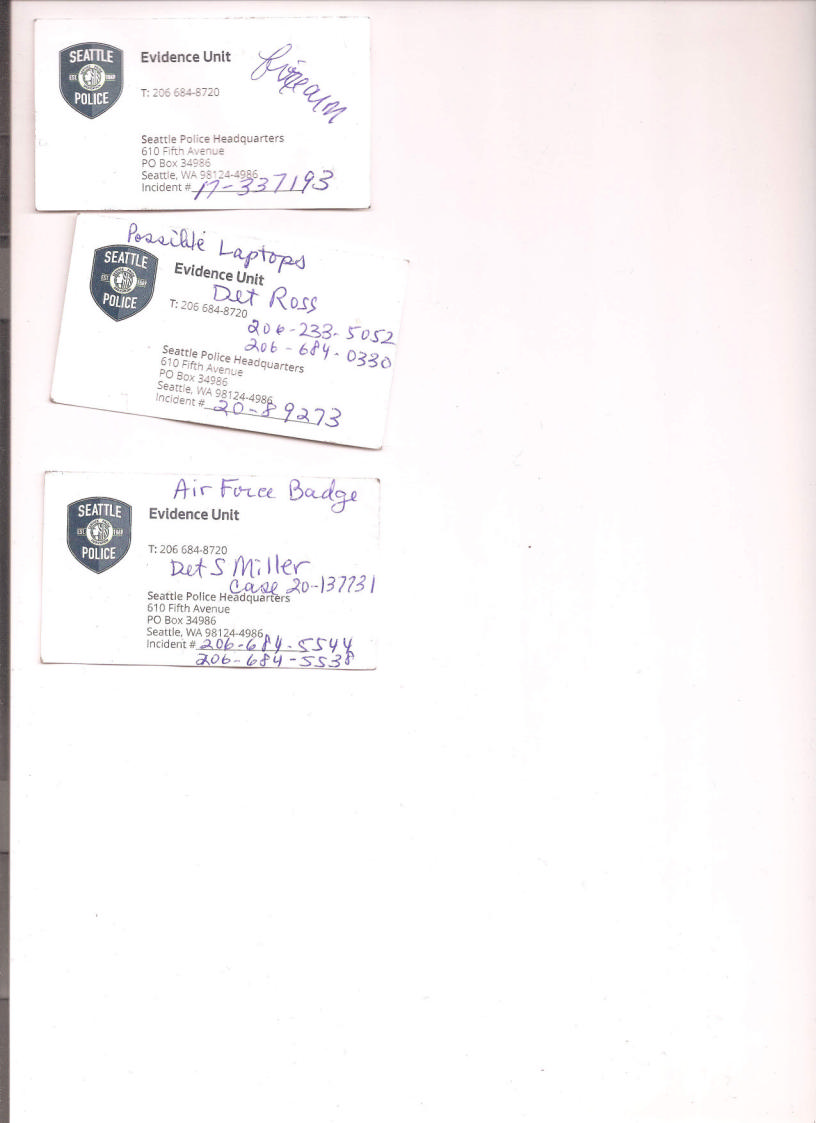 SEATTLE
EST. 1869
POLICE
Evidence Unit
firearm
T: 206 684-8720
Seattle Police Headquarters
610 Fifth Avenue
PO Box 34986
Seattle, WA 98124-4986
Incident # 17-337193
Possible Laptops
SEATTLE
EST. 1869
POLICE
Evidence Unit
Det Ross
T: 206 684-8720
206-233-5052
206-684-0330
Seattle Police Headquarters
610 Fifth Avenue
PO Box 34986
Seattle, WA 98124-4986
Incident # 20-89273
Air Force Badge
SEATTLE
EST. 1869
POLICE
Evidence Unit
T: 206 684-8720
Det S Miller
Case 20-137731
Seattle Police Headquarters
610 Fifth Avenue
PO Box 34986
Seattle, WA 98124-4986
Incident # 206-684-5544
206-684-5538